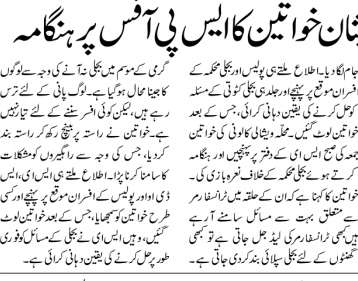 نان خواتین کا ایس پی آفس پر ہنگامہ
گرمی کے موسم میں بجلی نہ آنے کی وجہ سے لوگوں
کا جینا محال ہوگیا ہے۔ لوگ پانی کے لئے ترس
رہے ہیں، لیکن کوئی افسر سننے کے لئے تیار نہیں
ہے۔ خواتین نے راستہ پر بینچ رکھ کر راستہ بند
کردیا، جس کی وجہ سے راہگیروں کو مشکلات
کا سامنا کرنا پڑا۔ اطلاع ملتے ہی ایس ای، ایس
ڈی او اور پولیس کے افسران موقع پر پہنچے اور کسی
طرح خواتین کو سمجھایا، جس کے بعد خواتین لوٹ
گئیں، وہیں ایس ای نے بجلی کے مسائل کو فوری
طور پر حل کرنے کی یقین دہانی کرائی ہے۔
جام لگا دیا۔ اطلاع ملتے ہی پولیس اور بجلی محکمہ کے
افسران موقع پر پہنچے اور جلد ہی بجلی کٹوتی کے مسئلہ
کو حل کرنے کی یقین دہانی کرائی، جس کے بعد
خواتین لوٹ گئیں۔ محلہ ویشالی کالونی کی خواتین
جمعہ کی صبح ایس ای کے دفتر پر پہنچیں اور ہنگامہ
کرتے ہوئے بجلی محکمہ کے خلاف نعرہ بازی کی۔
خواتین کا کہنا ہے کہ ان کے حلقہ میں ٹرانسفارمر
سے متعلق بہت سے مسائل سامنے آرہے
ہیں کبھی ٹرانسفارمر کی لیڈ جل جاتی ہے تو کبھی
گھنٹوں کے لئے بجلی سپلائی بند کردی جاتی ہے۔